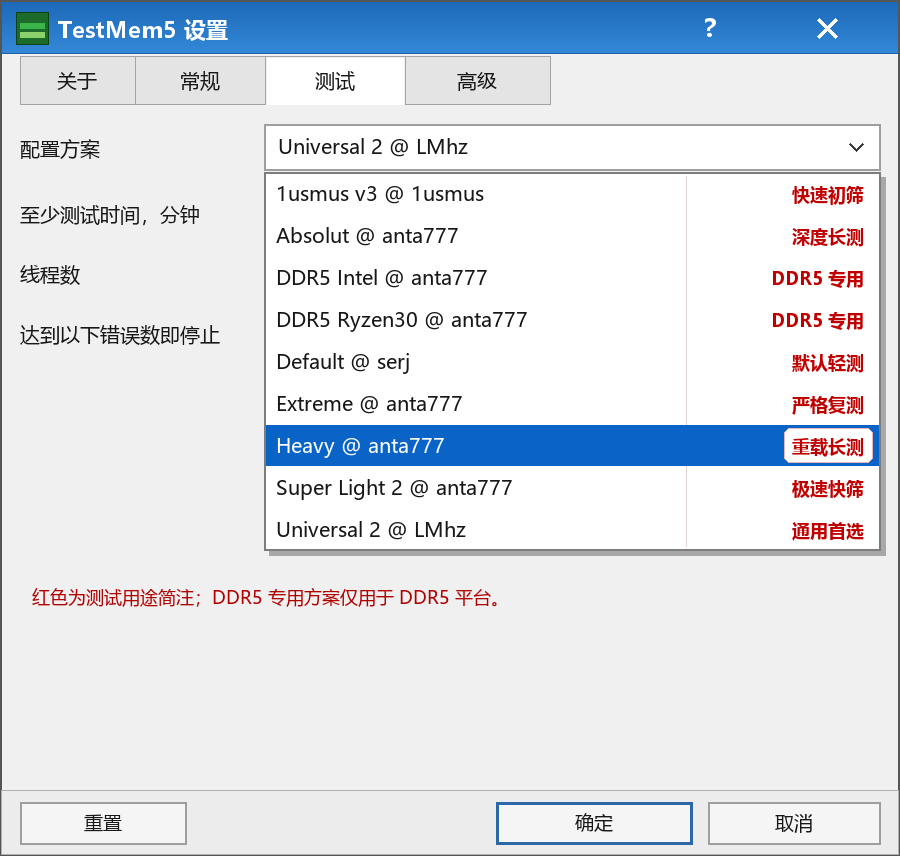 TestMem5 设置 ?
关于 常规 测试 高级
配置方案 Universal 2 @ LMhz
1usmus v3 @ 1usmus 快速初筛
至少测试时间，分钟
Absolut @ anta777 深度长测
线程数
DDR5 Intel @ anta777 DDR5 专用
达到以下错误数即停止
DDR5 Ryzen30 @ anta777 DDR5 专用
Default @ serj 默认轻测
Extreme @ anta777 严格复测
Heavy @ anta777 重载长测
Super Light 2 @ anta777 极速快筛
Universal 2 @ LMhz 通用首选
红色为测试用途简注；DDR5 专用方案仅用于 DDR5 平台。
重置 确定 取消